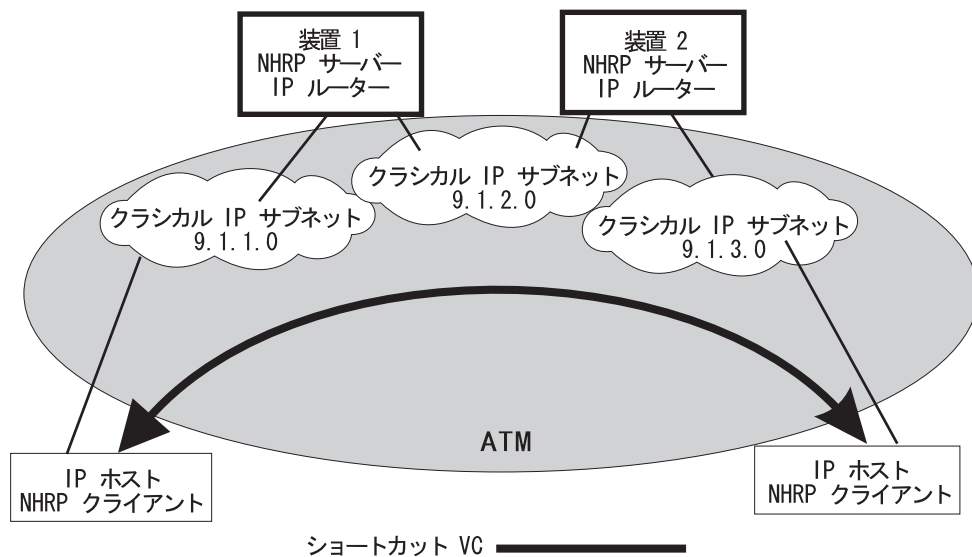 装置 1
NHRP サーバー
IP ルーター
装置 2
NHRP サーバー
IP ルーター
クラシカル IP サブネット
9.1.1.0
クラシカル IP サブネット
9.1.2.0
クラシカル IP サブネット
9.1.3.0
ATM
IP ホスト
NHRP クライアント
IP ホスト
NHRP クライアント
ショートカット VC